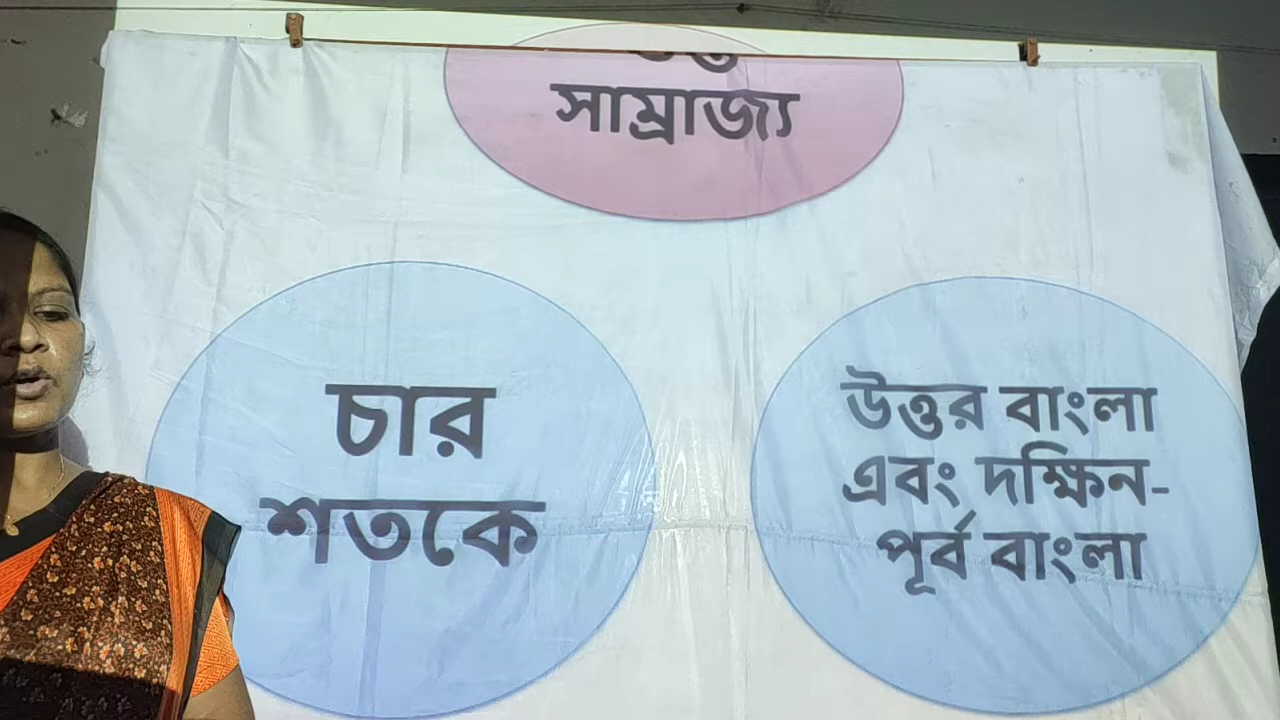 সাম্রাজ্য
চার
শতকে
উত্তর বাংলা
এবং দক্ষিন-
পূর্ব বাংলা